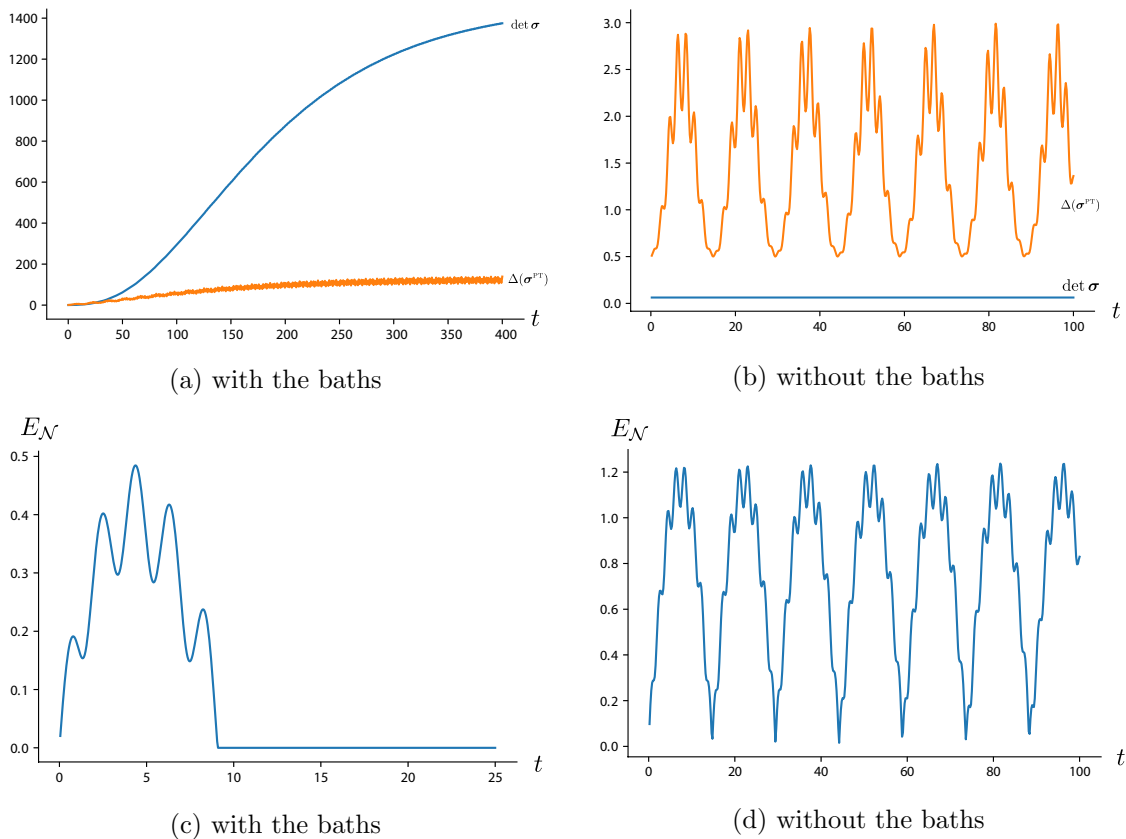 1400
1200
1000
800
600
400
200
0
0 50 100 150 200 250 300 350 400
det σ
Δ(σ^PT)
t
(a) with the baths
3.0
2.5
2.0
1.5
1.0
0.5
0.0
0 20 40 60 80 100
Δ(σ^PT)
det σ
t
(b) without the baths
E_𝒩
0.5
0.4
0.3
0.2
0.1
0.0
0 5 10 15 20 25
t
(c) with the baths
E_𝒩
1.2
1.0
0.8
0.6
0.4
0.2
0.0
0 20 40 60 80 100
t
(d) without the baths